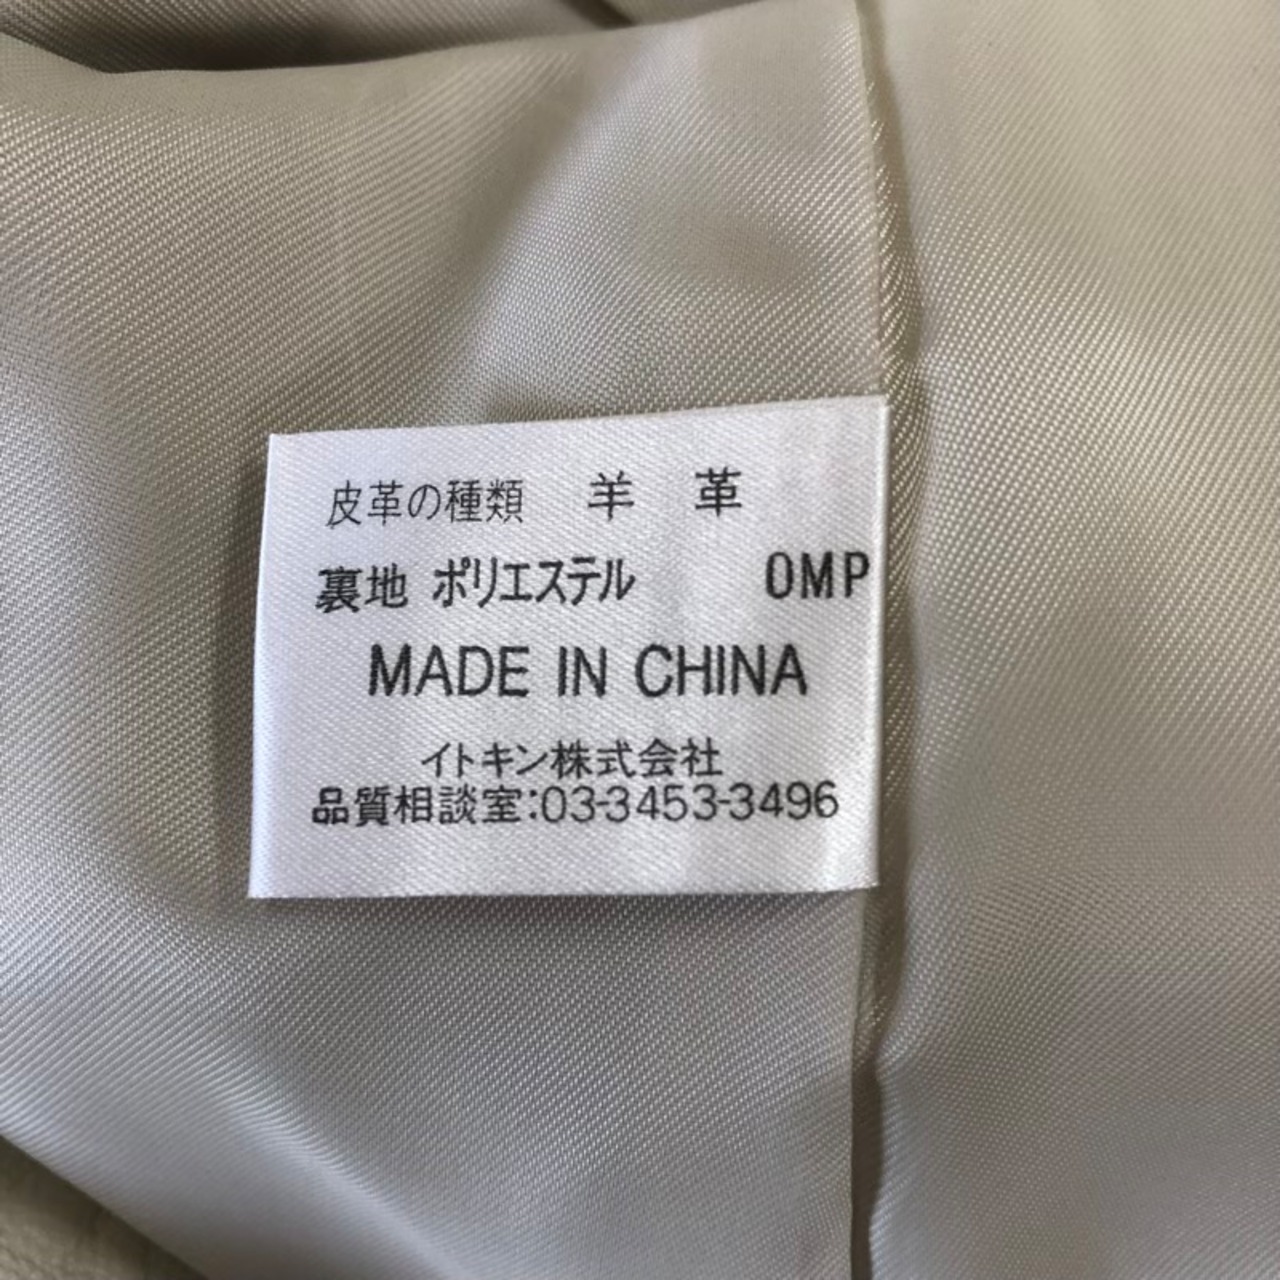 皮革の種類 羊 革
裏地 ポリエステル OMP
MADE IN CHINA
イトキン株式会社
品質相談室:03-3453-3496